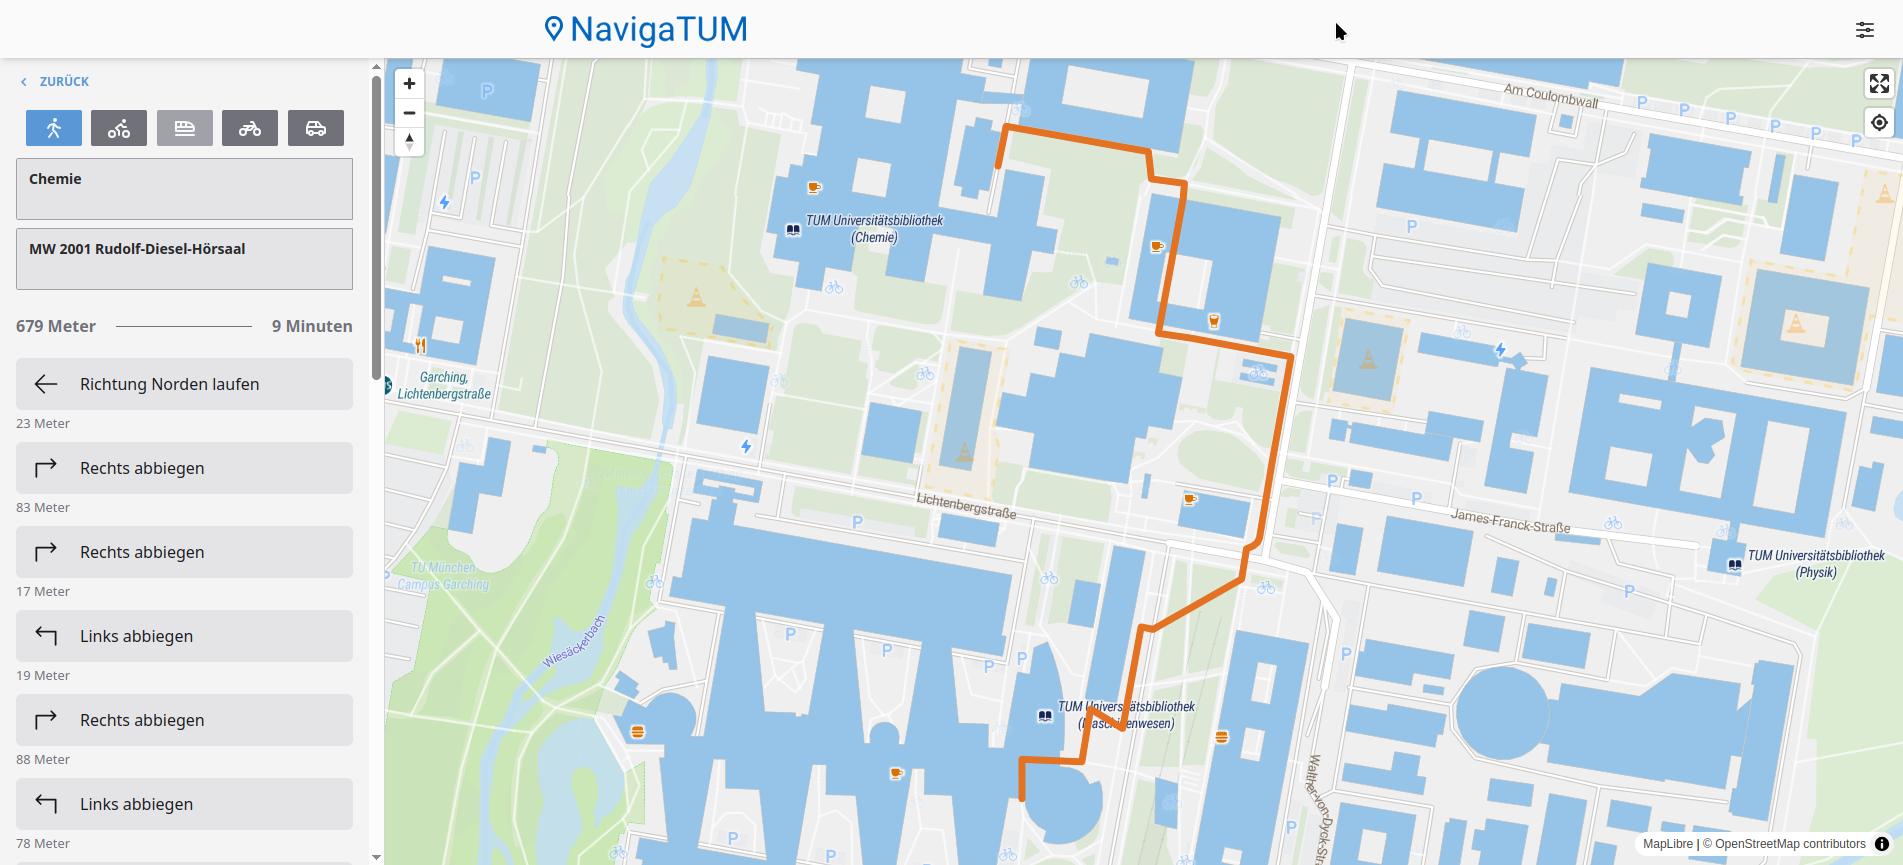 NavigaTUM
ZURÜCK
Chemie
MW 2001 Rudolf-Diesel-Hörsaal
679 Meter
9 Minuten
Richtung Norden laufen
23 Meter
Rechts abbiegen
83 Meter
Rechts abbiegen
17 Meter
Links abbiegen
19 Meter
Rechts abbiegen
88 Meter
Links abbiegen
78 Meter
P
Am Coulombwall
P
P
P
P
P
P
P
P
TUM Universitätsbibliothek
(Chemie)
Garching,
Lichtenbergstraße
Lichtenbergstraße
P
P
P
P
James-Franck-Straße
TUM Universitätsbibliothek
(Physik)
TU München
Campus Garching
P
Wiesäckerbach
P
P
P
P
P
TUM Universitätsbibliothek
(Maschinenwesen)
Walther-von-Dyck-Str
P
P
P
MapLibre | © OpenStreetMap contributors